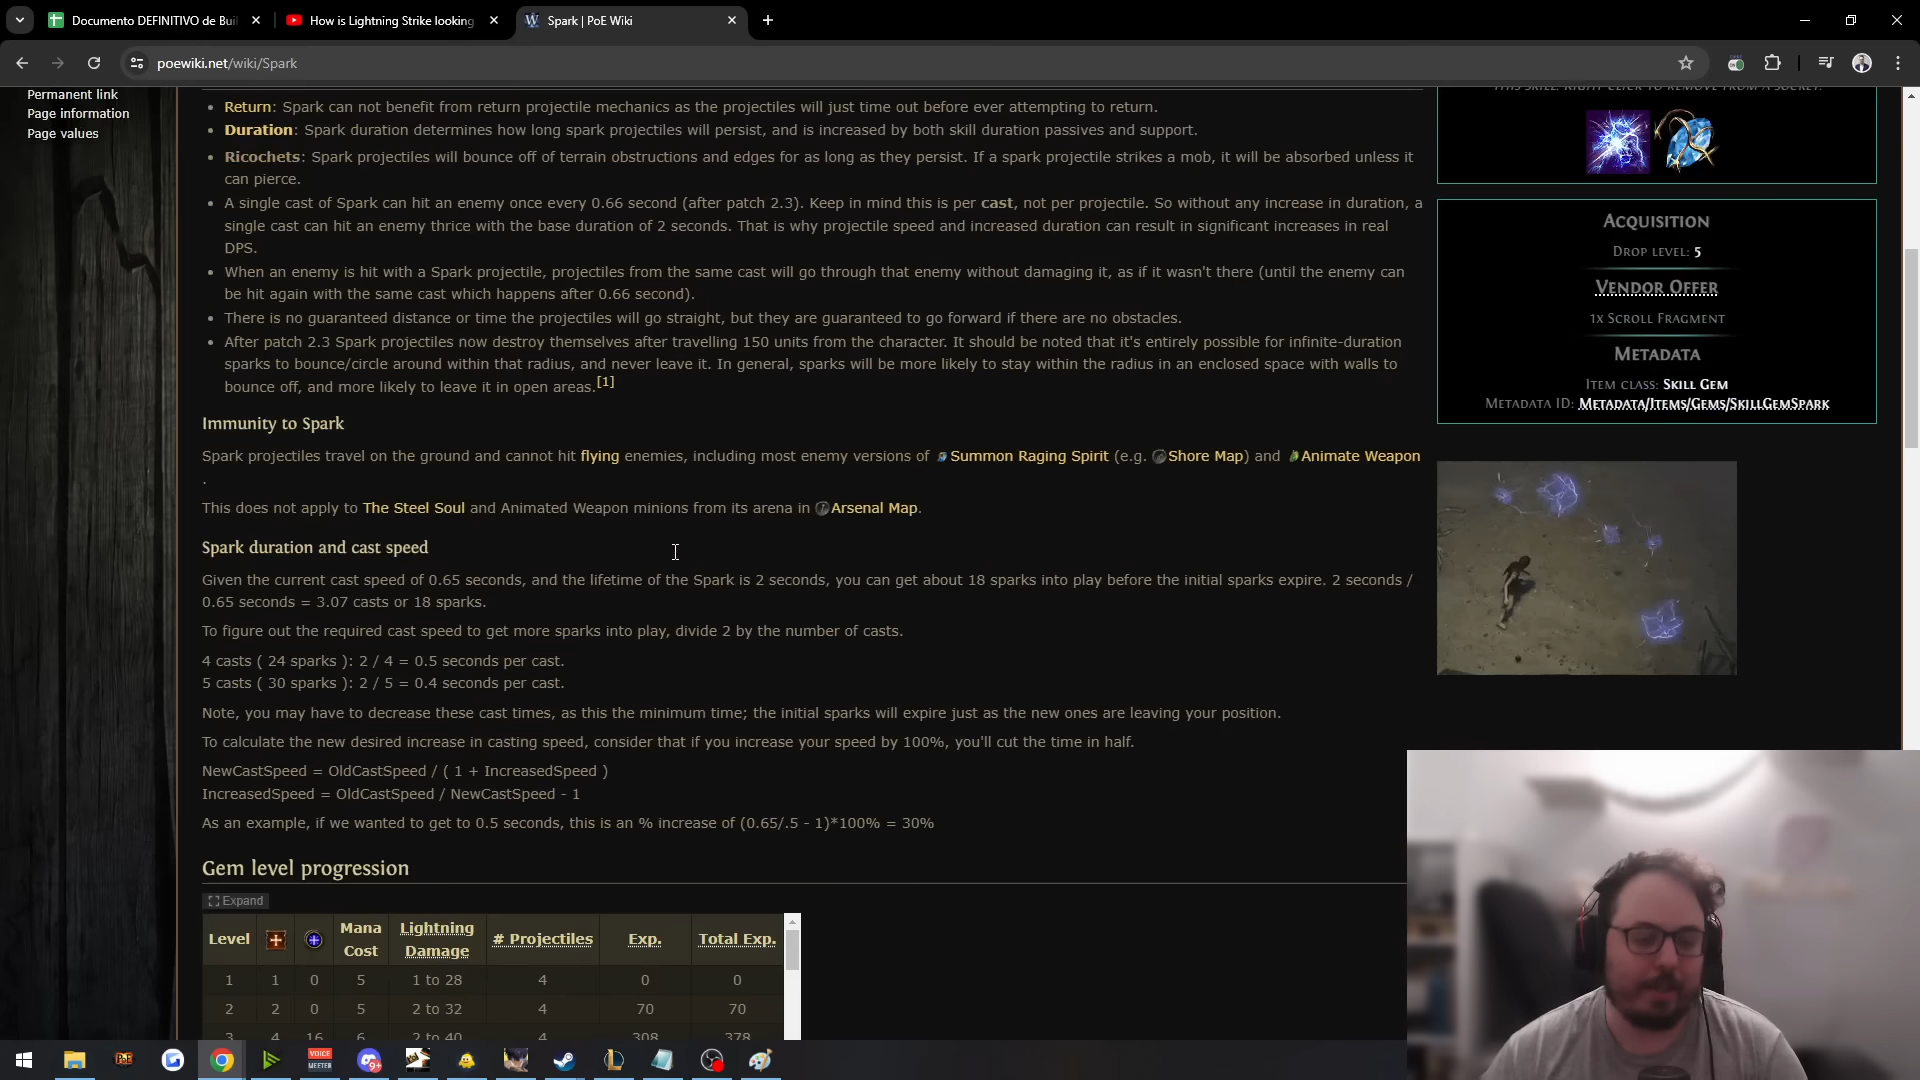 Documento DEFINITIVO de Buil
How is Lightning Strike looking
Spark | PoE Wiki
poewiki.net/wiki/Spark
Permanent link
Page information
Page values
Return: Spark can not benefit from return projectile mechanics as the projectiles will just time out before ever attempting to return.
Duration: Spark duration determines how long spark projectiles will persist, and is increased by both skill duration passives and support.
Ricochets: Spark projectiles will bounce off of terrain obstructions and edges for as long as they persist. If a spark projectile strikes a mob, it will be absorbed unless it
can pierce.
A single cast of Spark can hit an enemy once every 0.66 second (after patch 2.3). Keep in mind this is per cast, not per projectile. So without any increase in duration, a
single cast can hit an enemy thrice with the base duration of 2 seconds. That is why projectile speed and increased duration can result in significant increases in real
DPS.
When an enemy is hit with a Spark projectile, projectiles from the same cast will go through that enemy without damaging it, as if it wasn't there (until the enemy can
be hit again with the same cast which happens after 0.66 second).
There is no guaranteed distance or time the projectiles will go straight, but they are guaranteed to go forward if there are no obstacles.
After patch 2.3 Spark projectiles now destroy themselves after travelling 150 units from the character. It should be noted that it's entirely possible for infinite-duration
sparks to bounce/circle around within that radius, and never leave it. In general, sparks will be more likely to stay within the radius in an enclosed space with walls to
bounce off, and more likely to leave it in open areas.[1]
Immunity to Spark
Spark projectiles travel on the ground and cannot hit flying enemies, including most enemy versions of Summon Raging Spirit (e.g. Shore Map) and Animate Weapon
.
This does not apply to The Steel Soul and Animated Weapon minions from its arena in Arsenal Map.
Spark duration and cast speed
Given the current cast speed of 0.65 seconds, and the lifetime of the Spark is 2 seconds, you can get about 18 sparks into play before the initial sparks expire. 2 seconds /
0.65 seconds = 3.07 casts or 18 sparks.
To figure out the required cast speed to get more sparks into play, divide 2 by the number of casts.
4 casts ( 24 sparks ): 2 / 4 = 0.5 seconds per cast.
5 casts ( 30 sparks ): 2 / 5 = 0.4 seconds per cast.
Note, you may have to decrease these cast times, as this the minimum time; the initial sparks will expire just as the new ones are leaving your position.
To calculate the new desired increase in casting speed, consider that if you increase your speed by 100%, you'll cut the time in half.
NewCastSpeed = OldCastSpeed / ( 1 + IncreasedSpeed )
IncreasedSpeed = OldCastSpeed / NewCastSpeed - 1
As an example, if we wanted to get to 0.5 seconds, this is an % increase of (0.65/.5 - 1)*100% = 30%
Gem level progression
Expand
Level Mana Cost Lightning Damage # Projectiles Exp. Total Exp.
1 1 0 5 1 to 28 4 0 0
2 2 0 5 2 to 32 4 70 70
3 4 16 6 2 to 40 4 308 378
this skill. Right click to remove from a socket.
Acquisition
Drop level: 5
Vendor Offer
1x Scroll Fragment
Metadata
Item class: Skill Gem
Metadata ID: Metadata/Items/Gems/SkillGemSpark
PoE
VOICE
MEETER
9+